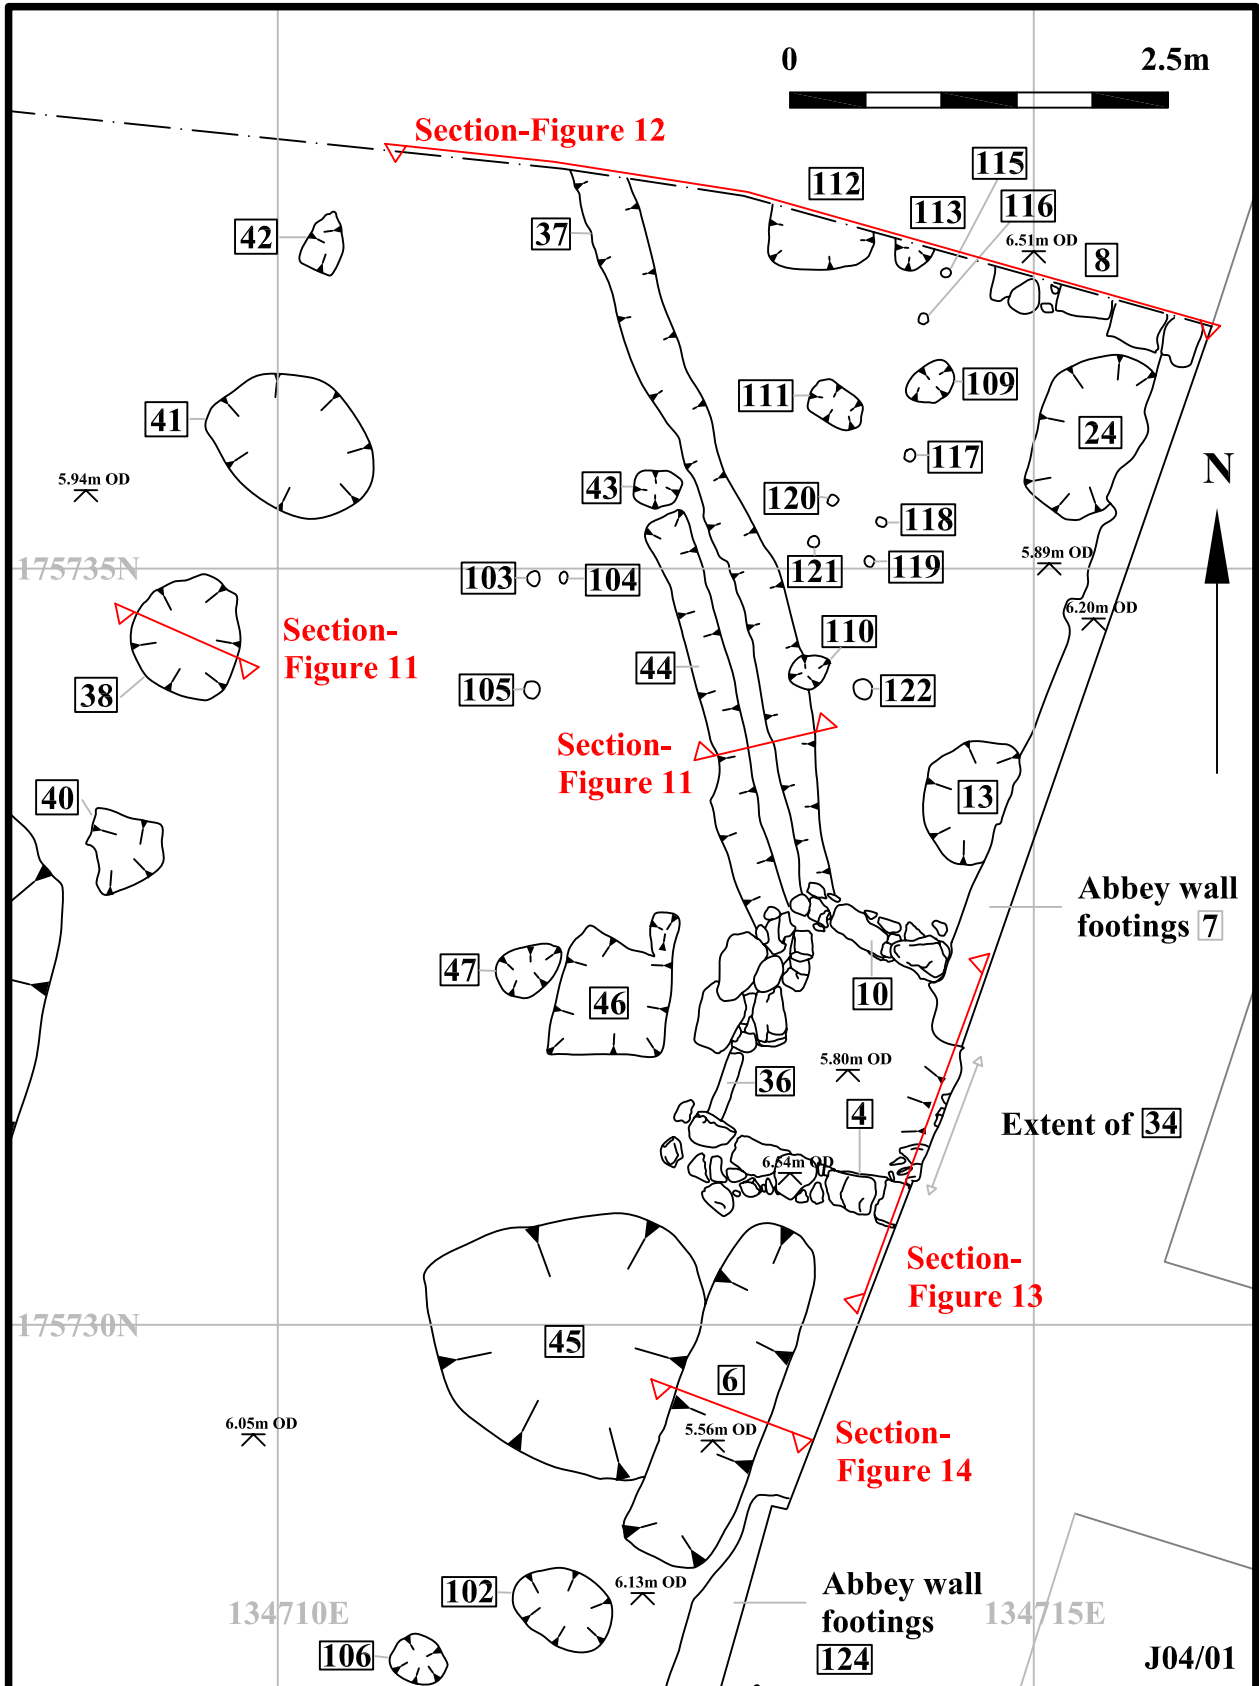 0 2.5m
Section-Figure 12
115
112
116
113
42
37
6.51m OD
8
111
109
41
24
5.94m OD
43
117
N
120
118
175735N
103
104
121
119
5.89m OD
6.20m OD
Section-
Figure 11
110
38
44
105
122
Section-
Figure 11
40
13
Abbey wall
footings 7
47
46
10
5.80m OD
36
4
Extent of 34
6.54m OD
Section-
Figure 13
175730N
45
6
6.05m OD
5.56m OD
Section-
Figure 14
102
6.13m OD
Abbey wall
footings
124
134710E
134715E
106
J04/01